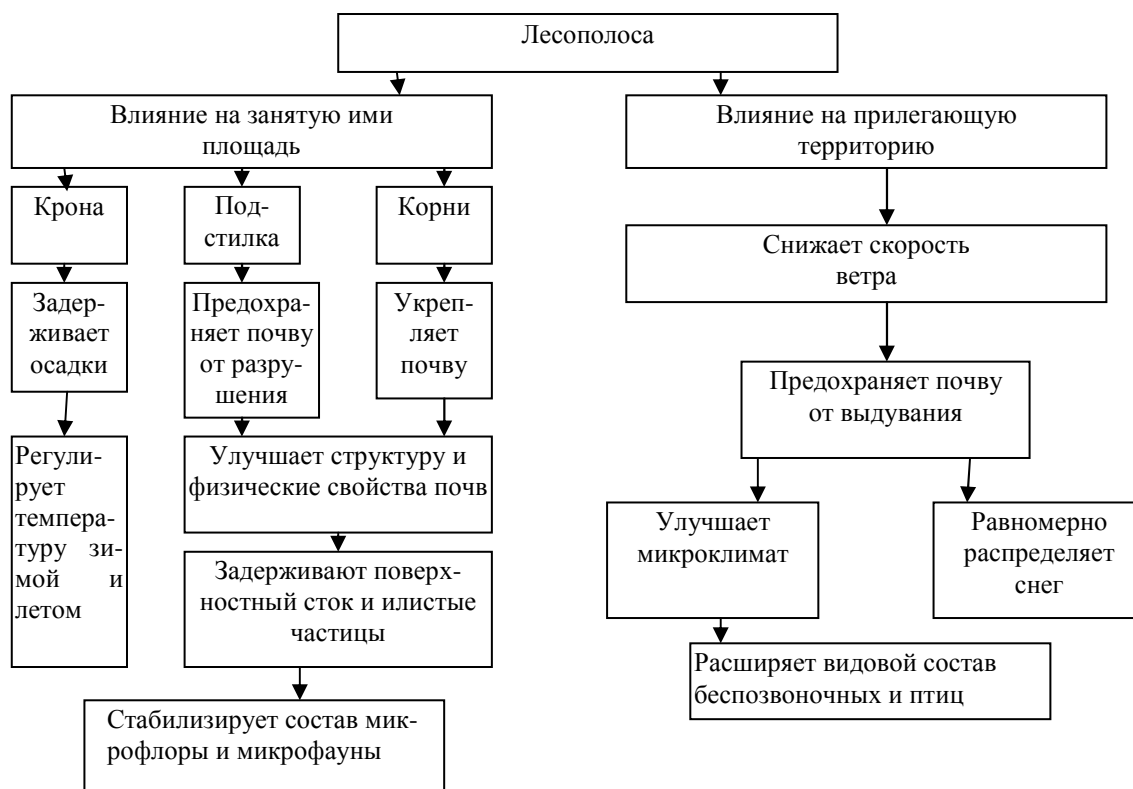 Лесополоса
Влияние на занятую ими
площадь
Влияние на прилегающую
территорию
Крона
Под-
стилка
Корни
Снижает скорость
ветра
Задер-
живает
осадки
Предохра-
няет почву
от разру-
шения
Укреп-
ляет
почву
Предохраняет почву
от выдувания
Регули-
рует
темпера-
туру зи-
мой и
летом
Улучшает структуру и
физические свойства почв
Улучшает
микроклимат
Равномерно
распределяет
снег
Задерживают поверх-
ностный сток и илистые
частицы
Расширяет видовой состав
беспозвоночных и птиц
Стабилизирует состав мик-
рофлоры и микрофауны